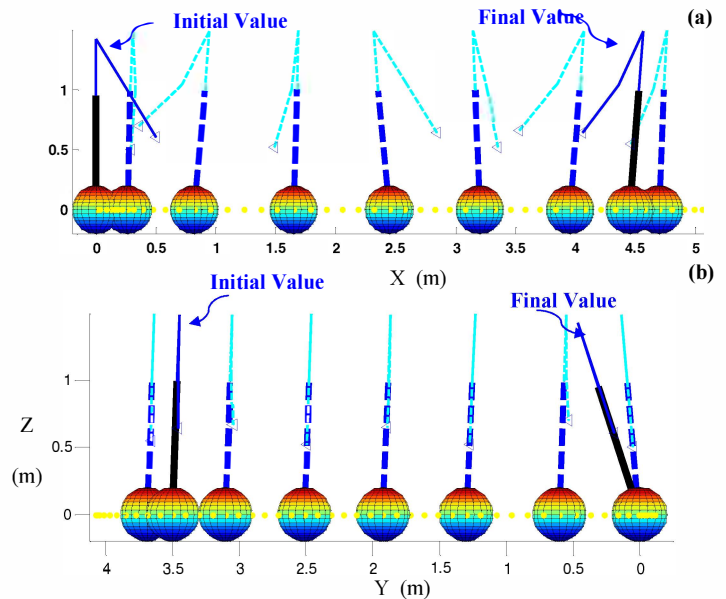 (a)
Initial Value
Final Value
1
0.5
0
0 0.5 1 1.5 2 2.5 3 3.5 4 4.5 5
X (m)
(b)
Initial Value
Final Value
1
Z
0.5
(m)
0
4 3.5 3 2.5 2 1.5 1 0.5 0
Y (m)